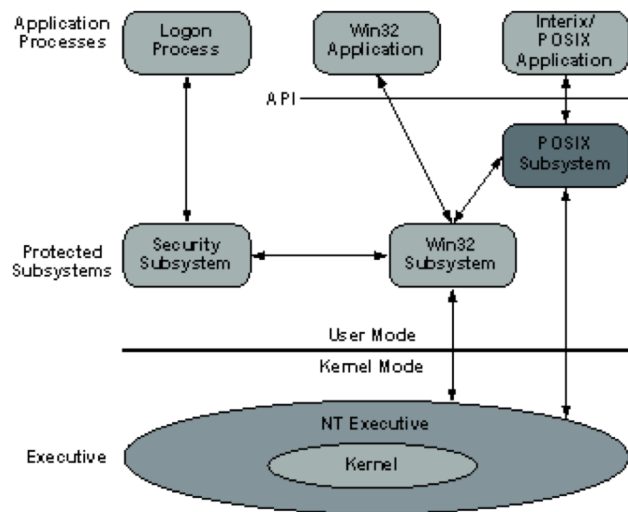 Application
Processes
Logon
Process
Win32
Application
Interix/
POSIX
Application
API
POSIX
Subsystem
Protected
Subsystems
Security
Subsystem
Win32
Subsystem
User Mode
Kernel Mode
NT Executive
Executive
Kernel